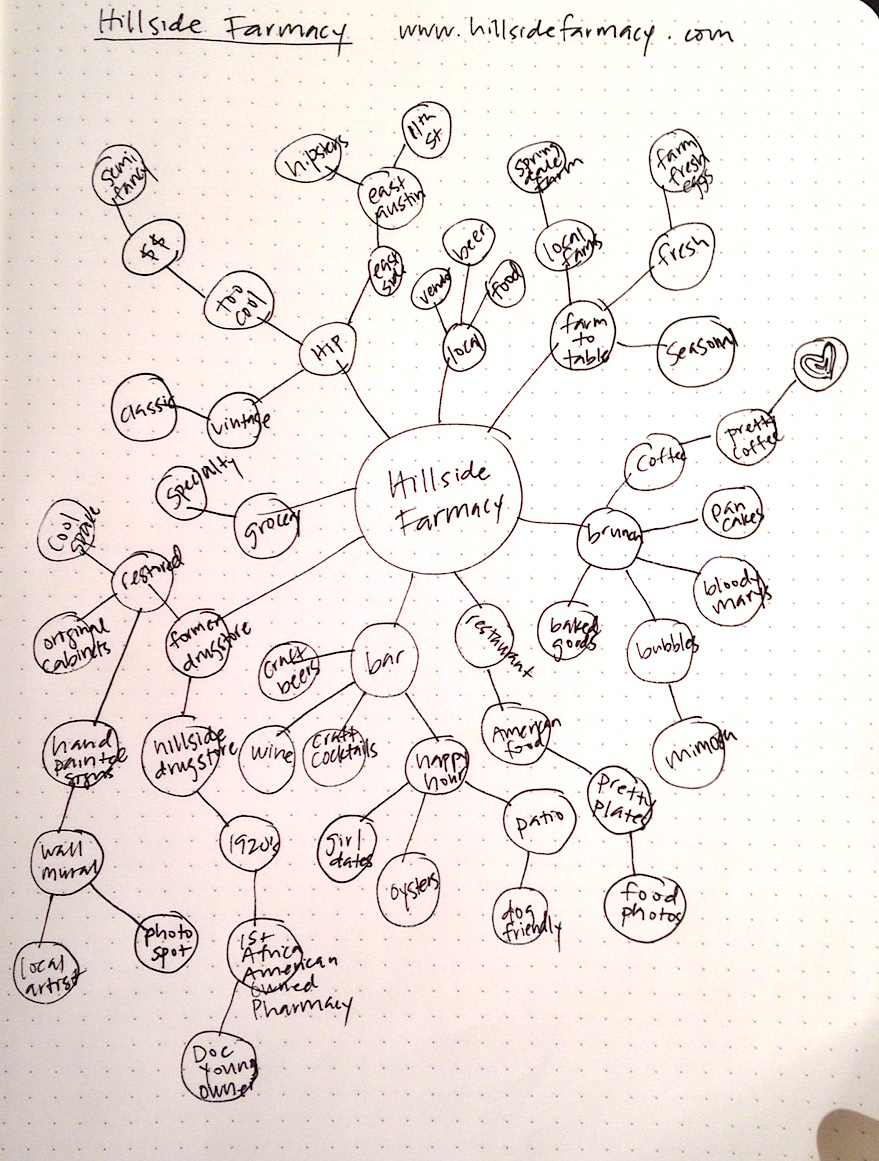 Hillside Farmacy www.hillsidefarmacy.com
11th
st
hipsters
semi
fancy
spring
dale
farm
farm
fresh
eggs
east
austin
$$
beer
local
farms
fresh
east
side
vendor
food
too
cool
Hip
local
farm
to
table
Seasonal
classic
vintage
pretty
coffee
Coffee
Specialty
grocery
Hillside
Farmacy
brunch
pan
cakes
cool
space
restored
bloody
marys
original
cabinets
former
drugstore
craft
beers
bar
restaurant
baked
goods
bubbles
hand
painted
signs
hillside
drugstore
wine
craft
cocktails
happy
hour
American
food
mimosa
pretty
plates
wall
mural
1920's
girl
dates
oysters
patio
food
photos
dog
friendly
photo
spot
local
artist
1st
Africa
American
owned
Pharmacy
Doc
Young
owner